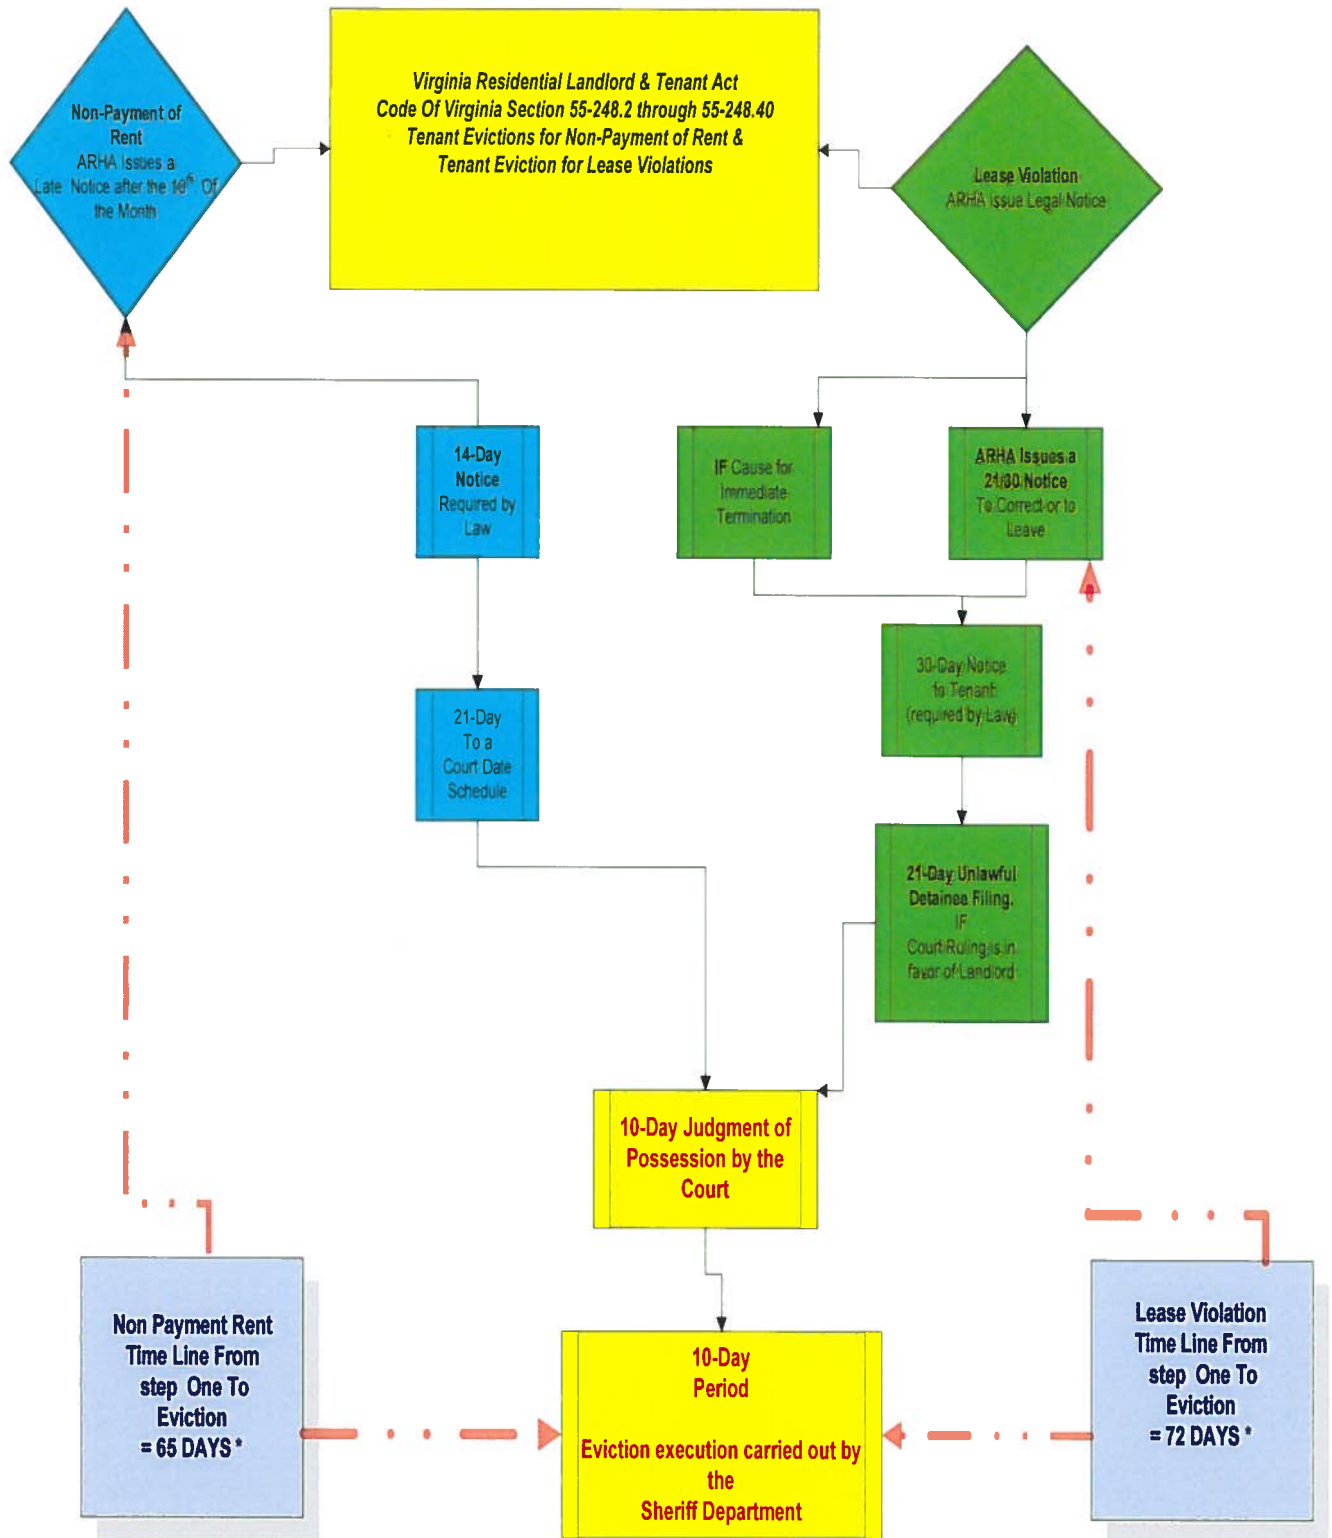 Virginia Residential Landlord & Tenant Act
Code Of Virginia Section 55-248.2 through 55-248.40
Tenant Evictions for Non-Payment of Rent &
Tenant Eviction for Lease Violations
Non-Payment of
Rent
ARHA Issues a
Late Notice after the 10th Of
the Month
Lease Violation
ARHA issue Legal Notice
14-Day
Notice
Required by
Law
IF Cause for
Immediate
Termination
ARHA Issues a
21/30 Notice
To Correct or to
Leave
30-Day Notice
to Tenant
(required by Law)
21-Day
To a
Court Date
Schedule
21-Day Unlawful
Detainee Filing.
IF
Court Ruling is in
favor of Landlord
10-Day Judgment of
Possession by the
Court
Non Payment Rent
Time Line From
step One To
Eviction
= 65 DAYS *
10-Day
Period
Eviction execution carried out by
the
Sheriff Department
Lease Violation
Time Line From
step One To
Eviction
= 72 DAYS *